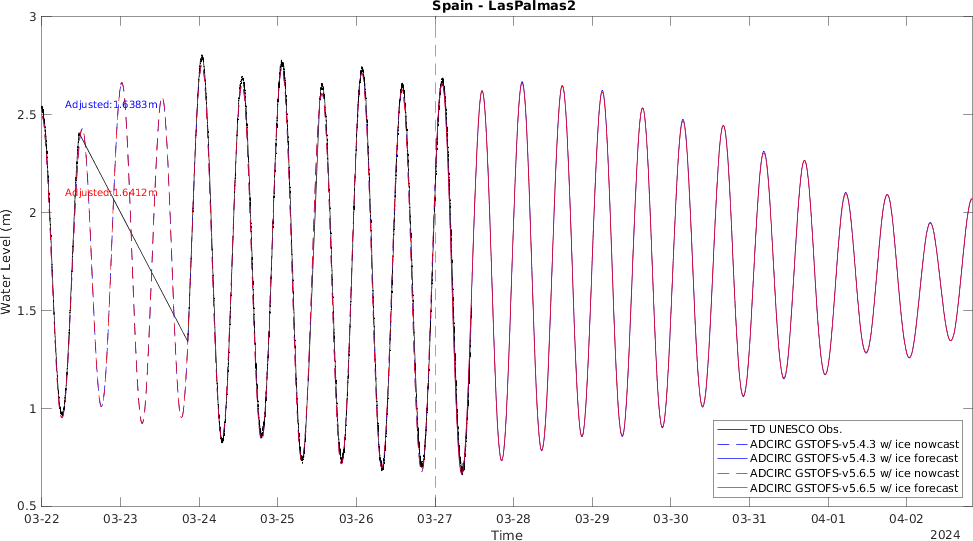 Spain - LasPalmas2
3
2.5
2
1.5
1
0.5
Water Level (m)
Adjusted:1.6383m
Adjusted:1.6412m
TD UNESCO Obs.
ADCIRC GSTOFS-v5.4.3 w/ ice nowcast
ADCIRC GSTOFS-v5.4.3 w/ ice forecast
ADCIRC GSTOFS-v5.6.5 w/ ice nowcast
ADCIRC GSTOFS-v5.6.5 w/ ice forecast
03-22 03-23 03-24 03-25 03-26 03-27 03-28 03-29 03-30 03-31 04-01 04-02
Time
2024